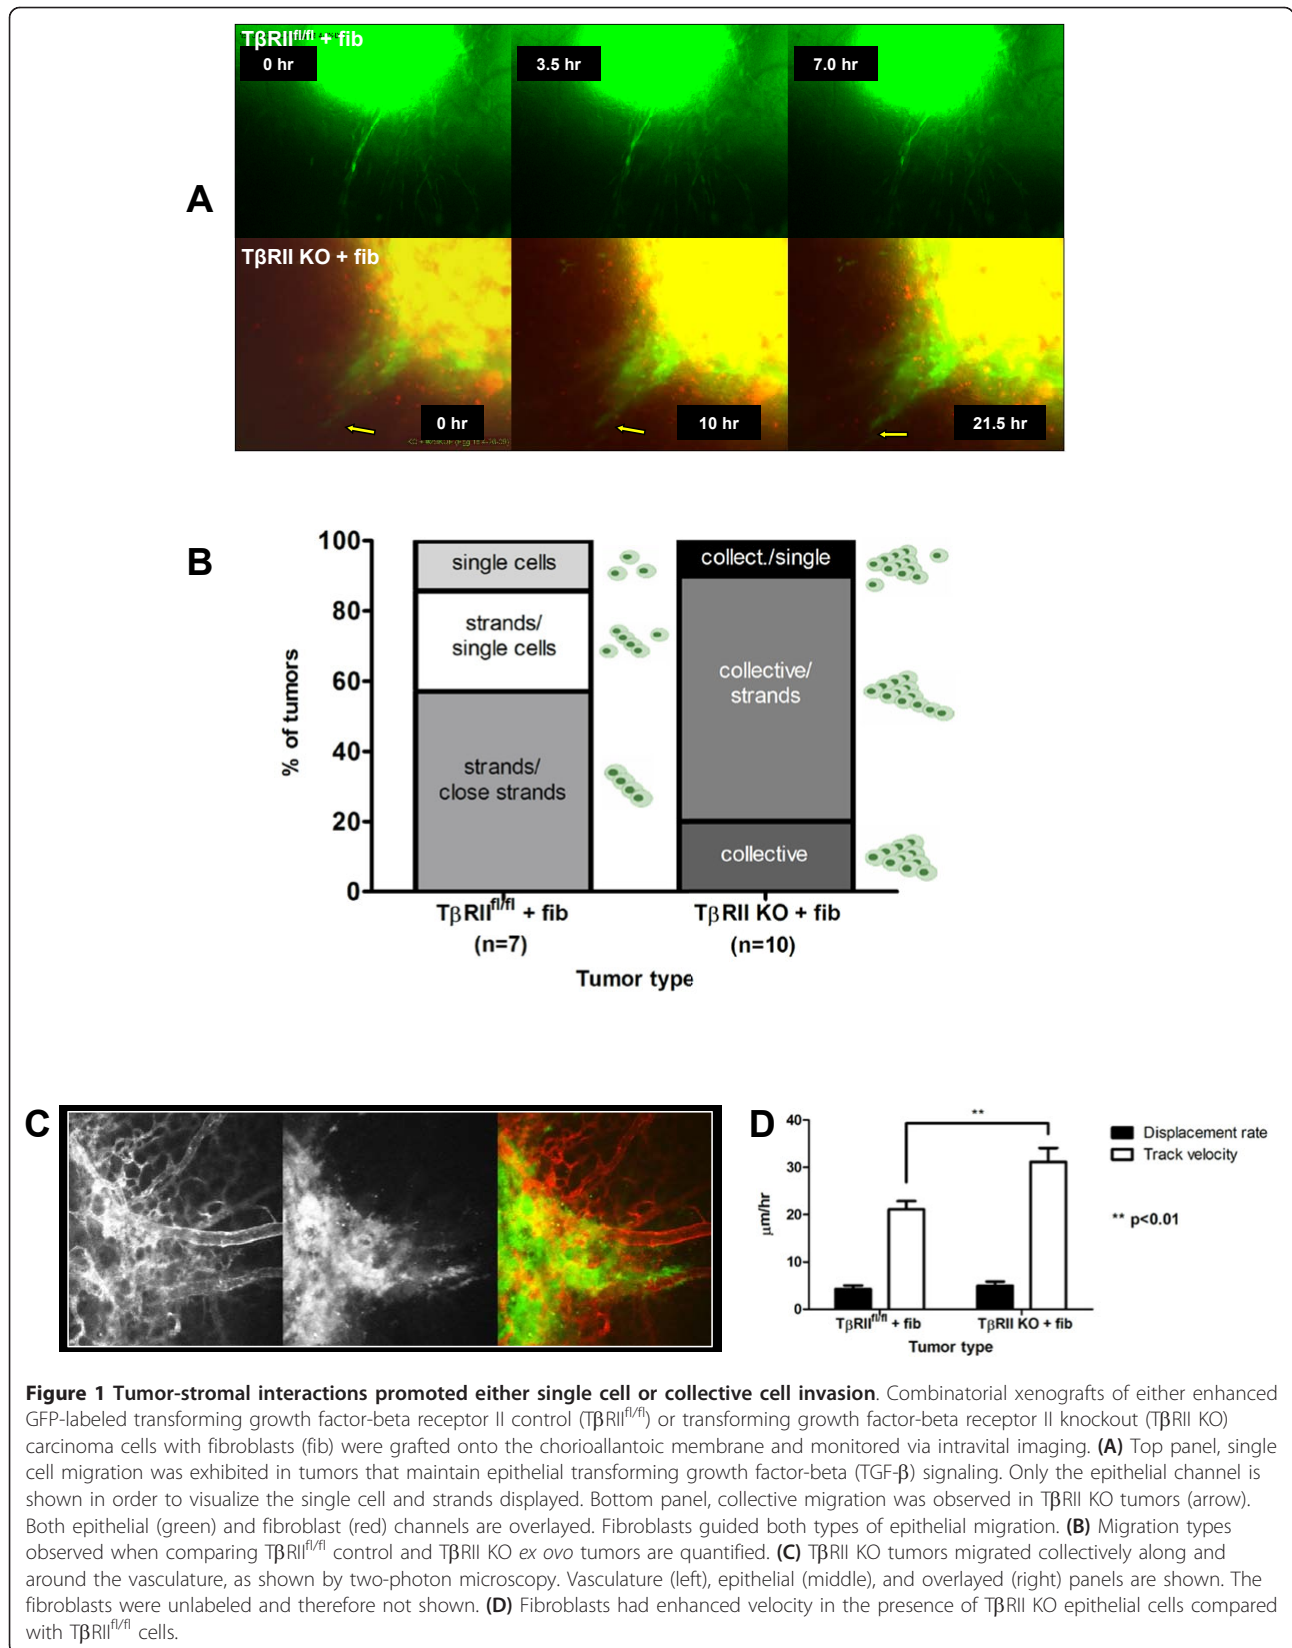 TβRII^fl/fl + fib
0 hr
3.5 hr
7.0 hr
A
TβRII KO + fib
0 hr
10 hr
21.5 hr
B
% of tumors
100
80
60
40
20
0
single cells
strands/
single cells
strands/
close strands
collect./single
collective/
strands
collective
TβRII^fl/fl + fib
(n=7)
TβRII KO + fib
(n=10)
Tumor type
C
D
μm/hr
40
30
20
10
0
**
Displacement rate
Track velocity
** p<0.01
TβRII^fl/fl + fib
TβRII KO + fib
Tumor type
Figure 1 Tumor-stromal interactions promoted either single cell or collective cell invasion. Combinatorial xenografts of either enhanced
GFP-labeled transforming growth factor-beta receptor II control (TβRII^fl/fl) or transforming growth factor-beta receptor II knockout (TβRII KO)
carcinoma cells with fibroblasts (fib) were grafted onto the chorioallantoic membrane and monitored via intravital imaging. (A) Top panel, single
cell migration was exhibited in tumors that maintain epithelial transforming growth factor-beta (TGF-β) signaling. Only the epithelial channel is
shown in order to visualize the single cell and strands displayed. Bottom panel, collective migration was observed in TβRII KO tumors (arrow).
Both epithelial (green) and fibroblast (red) channels are overlayed. Fibroblasts guided both types of epithelial migration. (B) Migration types
observed when comparing TβRII^fl/fl control and TβRII KO ex ovo tumors are quantified. (C) TβRII KO tumors migrated collectively along and
around the vasculature, as shown by two-photon microscopy. Vasculature (left), epithelial (middle), and overlayed (right) panels are shown. The
fibroblasts were unlabeled and therefore not shown. (D) Fibroblasts had enhanced velocity in the presence of TβRII KO epithelial cells compared
with TβRII^fl/fl cells.